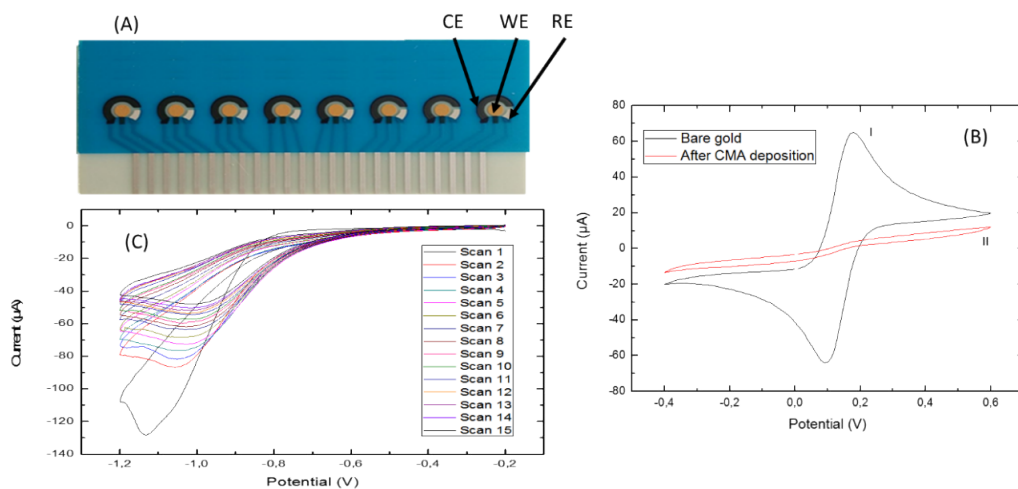 (A)
CE WE RE
(B)
Bare gold
After CMA deposition
I
II
80
60
40
20
0
-20
-40
-60
-80
Current (µA)
-0,4 -0,2 0,0 0,2 0,4 0,6
Potential (V)
(C)
0
-20
-40
-60
-80
-100
-120
-140
Current (µA)
Scan 1
Scan 2
Scan 3
Scan 4
Scan 5
Scan 6
Scan 7
Scan 8
Scan 9
Scan 10
Scan 11
Scan 12
Scan 13
Scan 14
Scan 15
-1,2 -1,0 -0,8 -0,6 -0,4 -0,2
Potential (V)